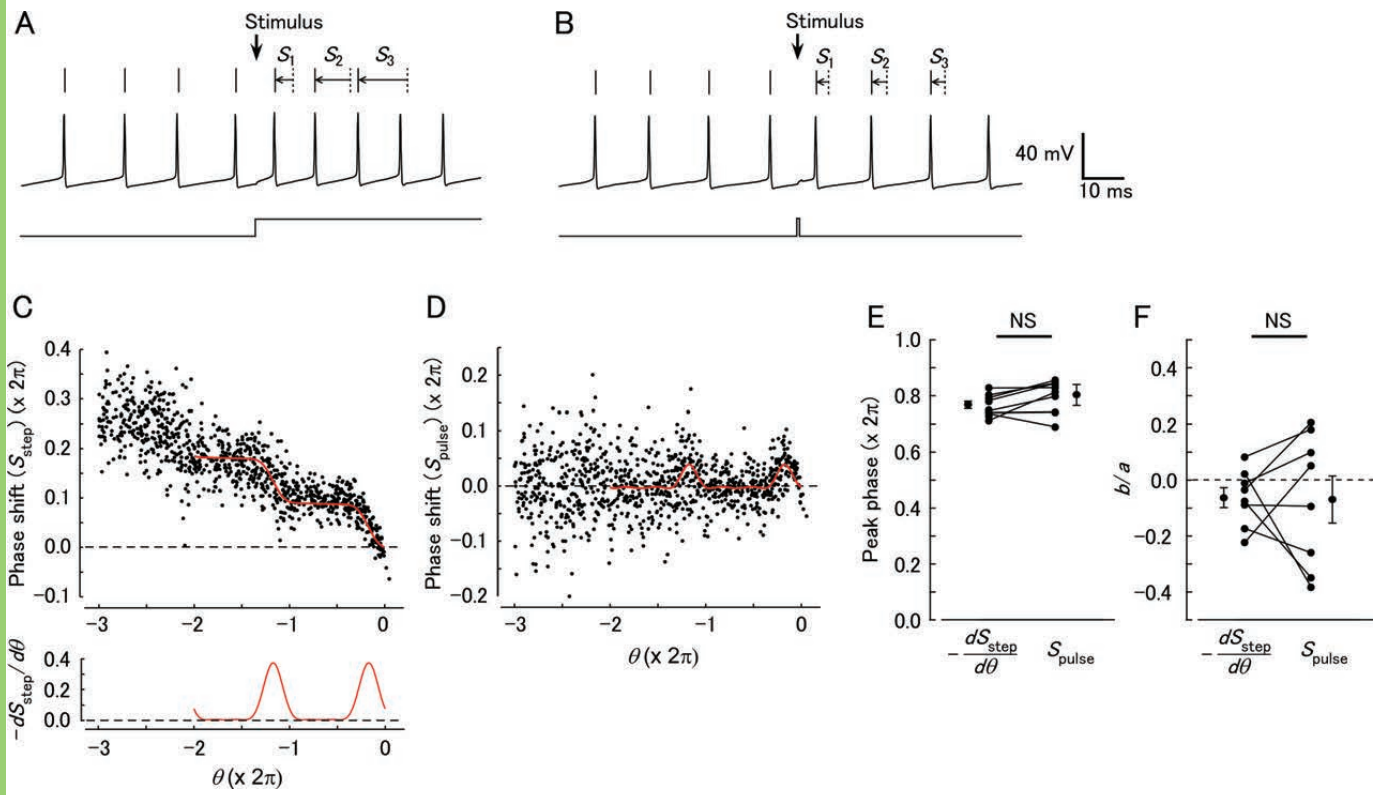 A
Stimulus
S1 S2 S3
B
Stimulus
S1 S2 S3
40 mV
10 ms
C
Phase shift (Sstep) (x 2π)
0.4
0.3
0.2
0.1
0.0
−0.1
−3 −2 −1 0
−dSstep/dθ
0.4
0.2
0.0
−3 −2 −1 0
θ (x 2π)
D
Phase shift (Spulse) (x 2π)
0.2
0.1
0.0
−0.1
−0.2
−3 −2 −1 0
θ (x 2π)
E
NS
Peak phase (x 2π)
1.0
0.8
0.6
0.4
0.2
0.0
− dSstep/dθ Spulse
F
NS
b/a
0.4
0.2
0.0
−0.2
−0.4
− dSstep/dθ Spulse